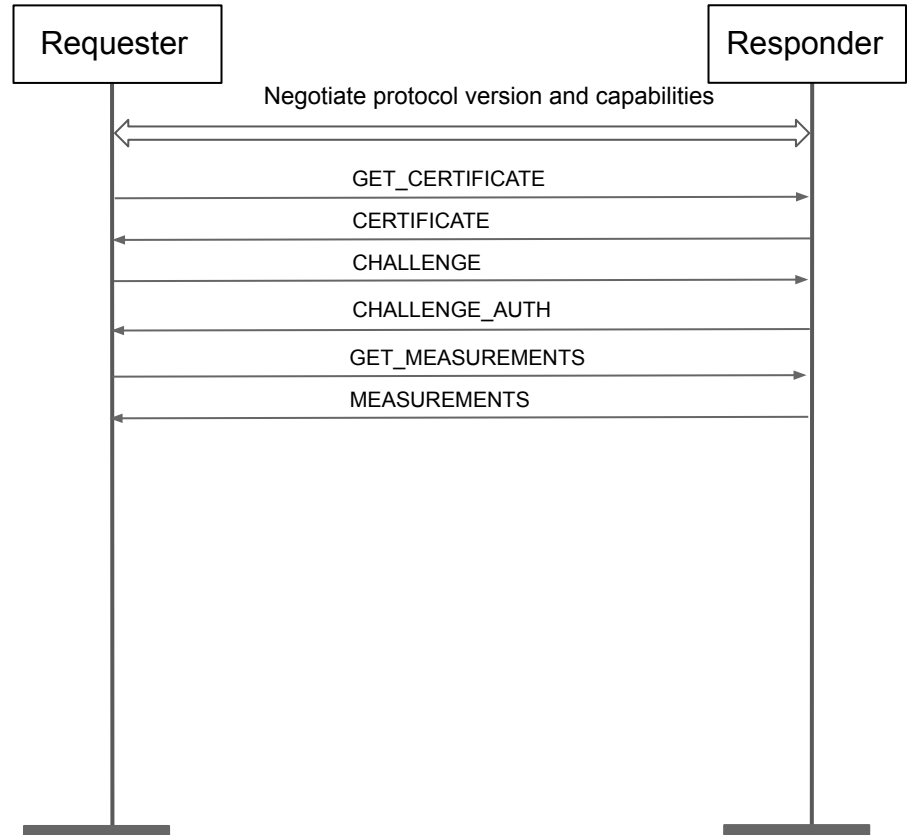 Requester
Responder
Negotiate protocol version and capabilities
GET_CERTIFICATE
CERTIFICATE
CHALLENGE
CHALLENGE_AUTH
GET_MEASUREMENTS
MEASUREMENTS